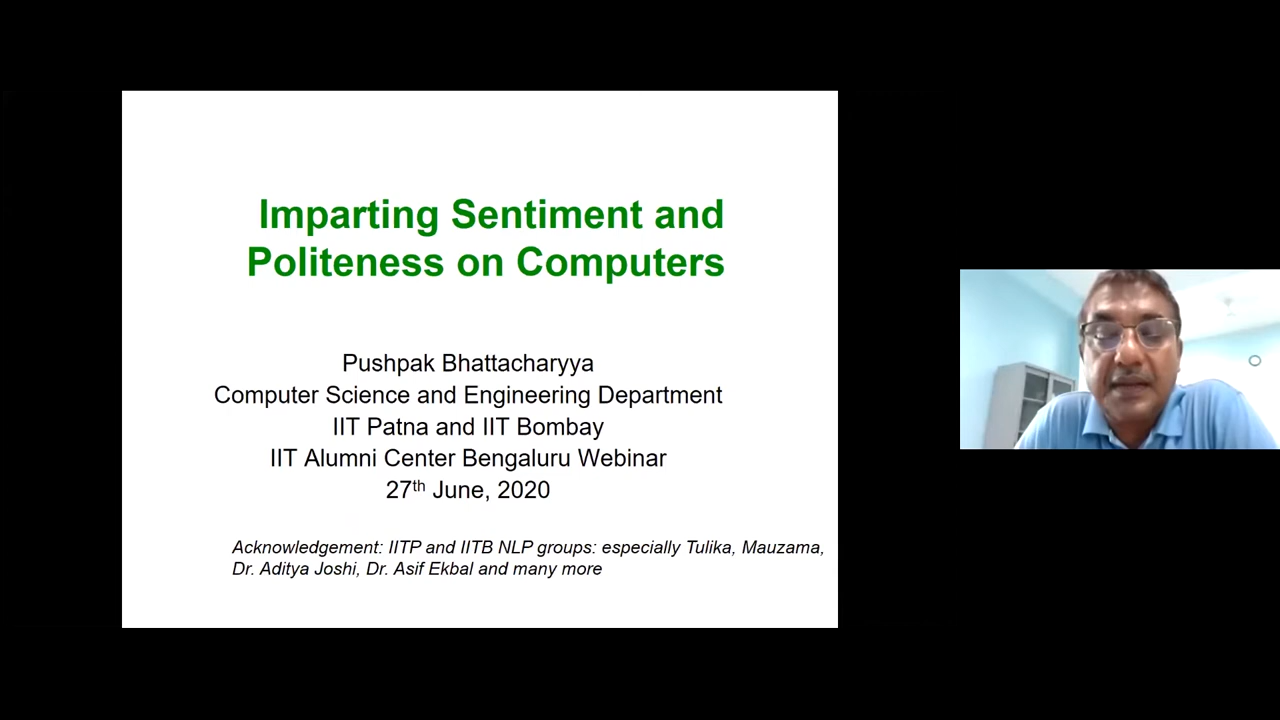 Imparting Sentiment and
Politeness on Computers
Pushpak Bhattacharyya
Computer Science and Engineering Department
IIT Patna and IIT Bombay
IIT Alumni Center Bengaluru Webinar
27th June, 2020
Acknowledgement: IITP and IITB NLP groups: especially Tulika, Mauzama,
Dr. Aditya Joshi, Dr. Asif Ekbal and many more